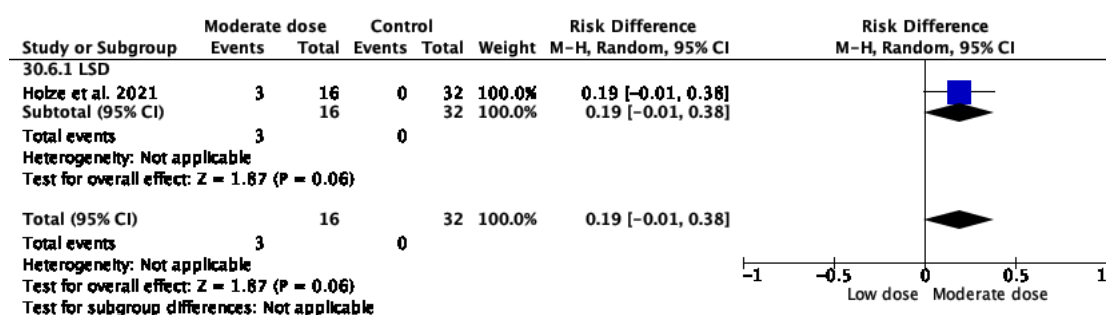 Moderate dose Control Risk Difference Risk Difference
Study or Subgroup Events Total Events Total Weight M-H, Random, 95% CI M-H, Random, 95% CI
30.6.1 LSD
Holze et al. 2021 3 16 0 32 100.0% 0.19 [-0.01, 0.38]
Subtotal (95% CI) 16 32 100.0% 0.19 [-0.01, 0.38]
Total events 3 0
Heterogeneity: Not applicable
Test for overall effect: Z = 1.87 (P = 0.06)
Total (95% CI) 16 32 100.0% 0.19 [-0.01, 0.38]
Total events 3 0
Heterogeneity: Not applicable
Test for overall effect: Z = 1.87 (P = 0.06)
Test for subgroup differences: Not applicable
-1 -0.5 0 0.5 1
Low dose Moderate dose